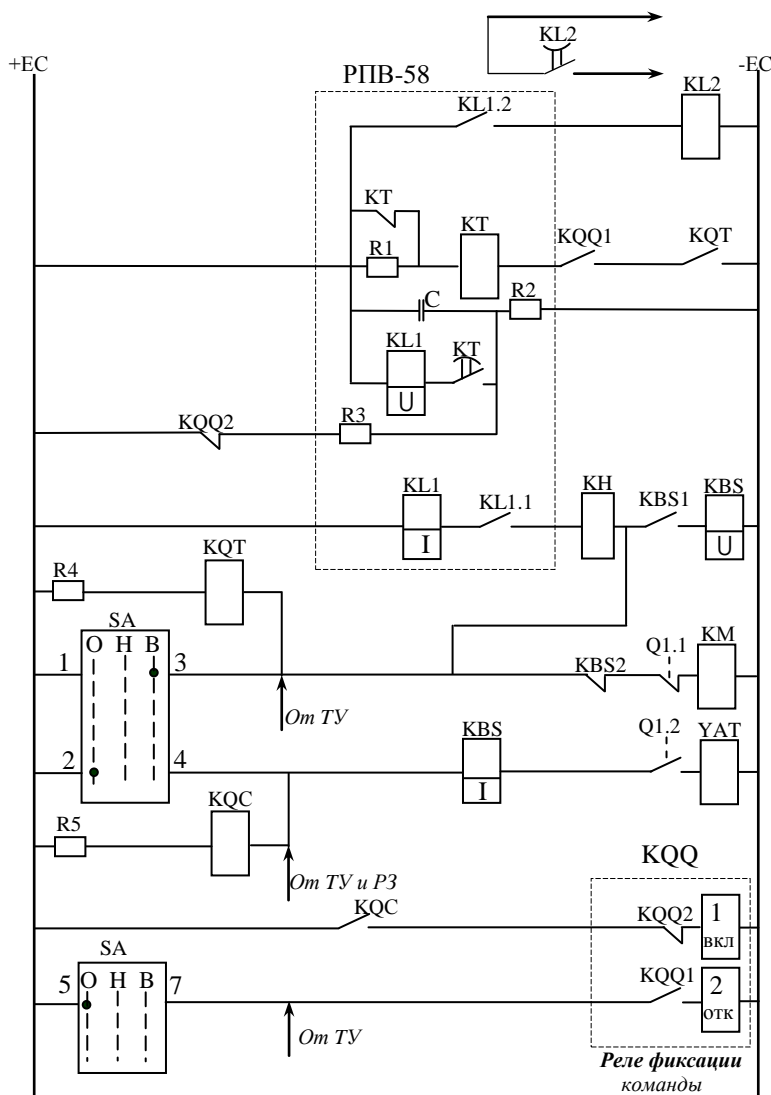 KL2
+EC
-EC
РПВ-58
KL2
KL1.2
KT
KT
KQQ1
KQT
R1
C
R2
KL1
KT
U
KQQ2
R3
KL1
KL1.1
KH
KBS1
KBS
I
U
KQT
R4
SA
О Н В
1
3
Q1.1
KM
KBS2
От ТУ
Q1.2
2
4
KBS
YAT
I
KQC
R5
KQQ
От ТУ и РЗ
KQC
KQQ2
1
вкл
SA
5
О Н В
7
KQQ1
2
отк
От ТУ
Реле фиксации
команды